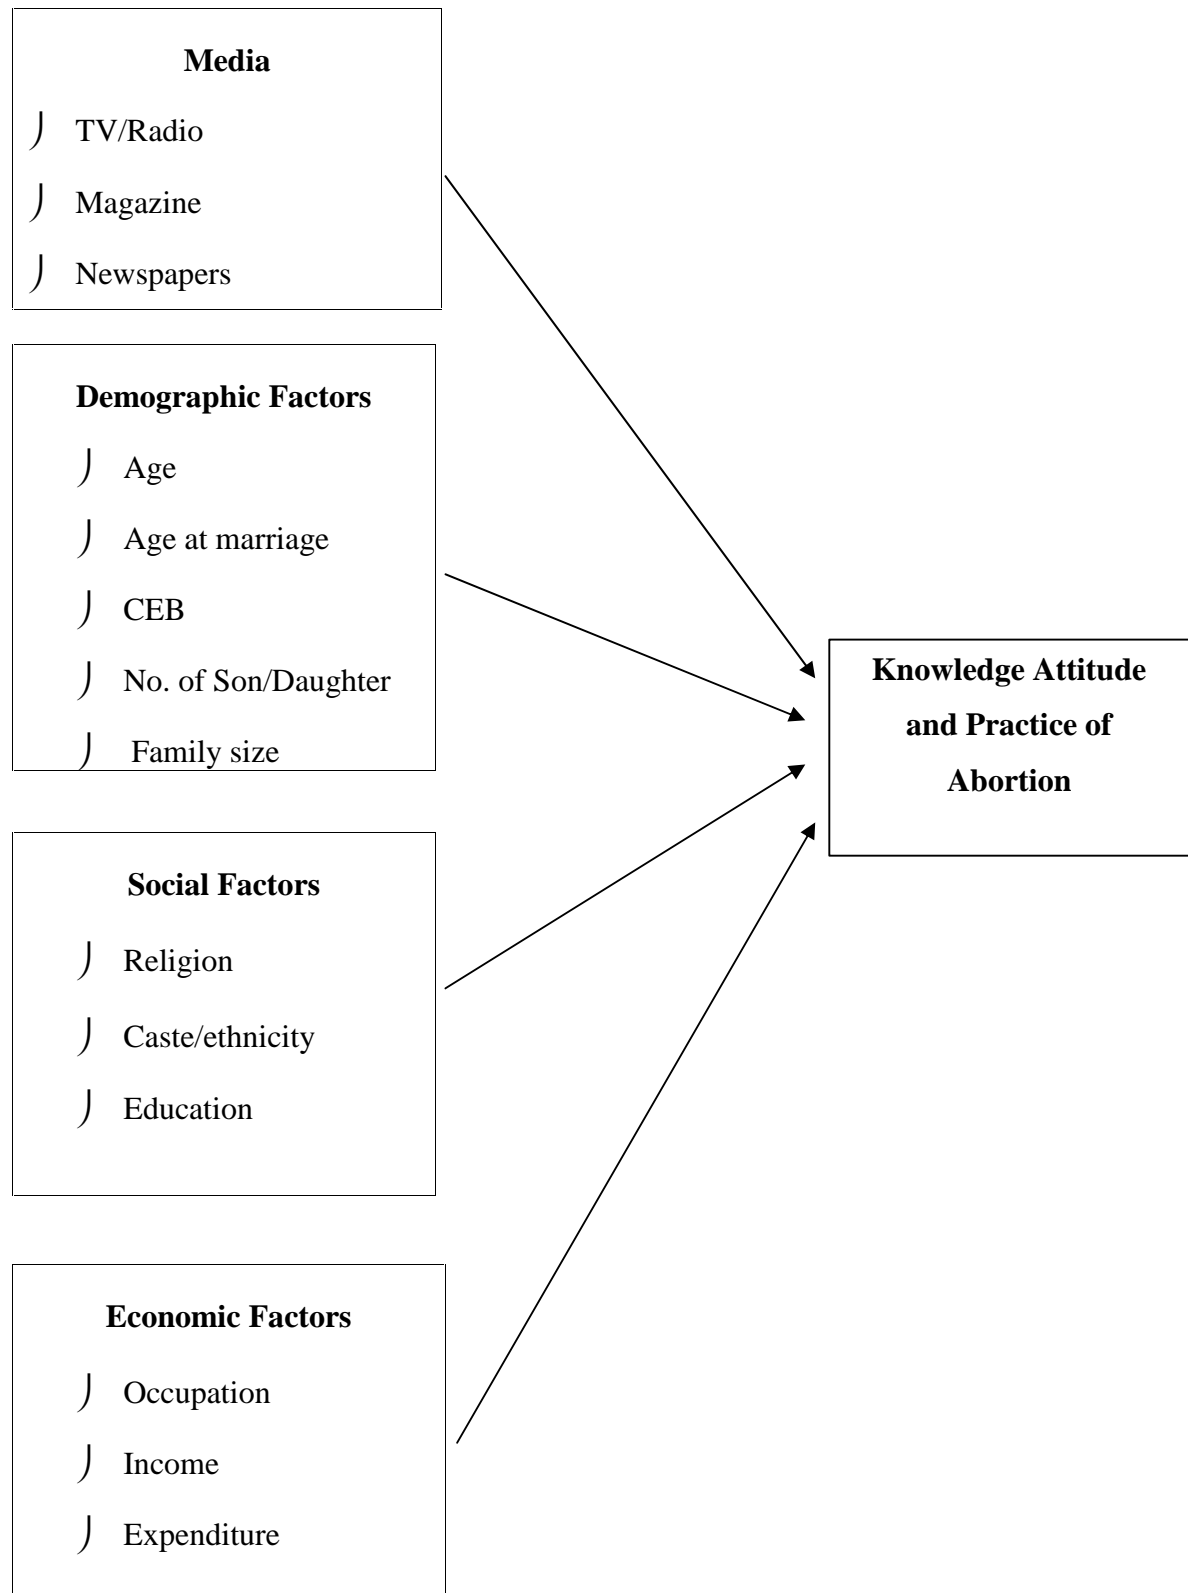 Media
TV/Radio
Magazine
Newspapers
Demographic Factors
Age
Age at marriage
CEB
No. of Son/Daughter
Family size
Social Factors
Religion
Caste/ethnicity
Education
Economic Factors
Occupation
Income
Expenditure
Knowledge Attitude
and Practice of
Abortion